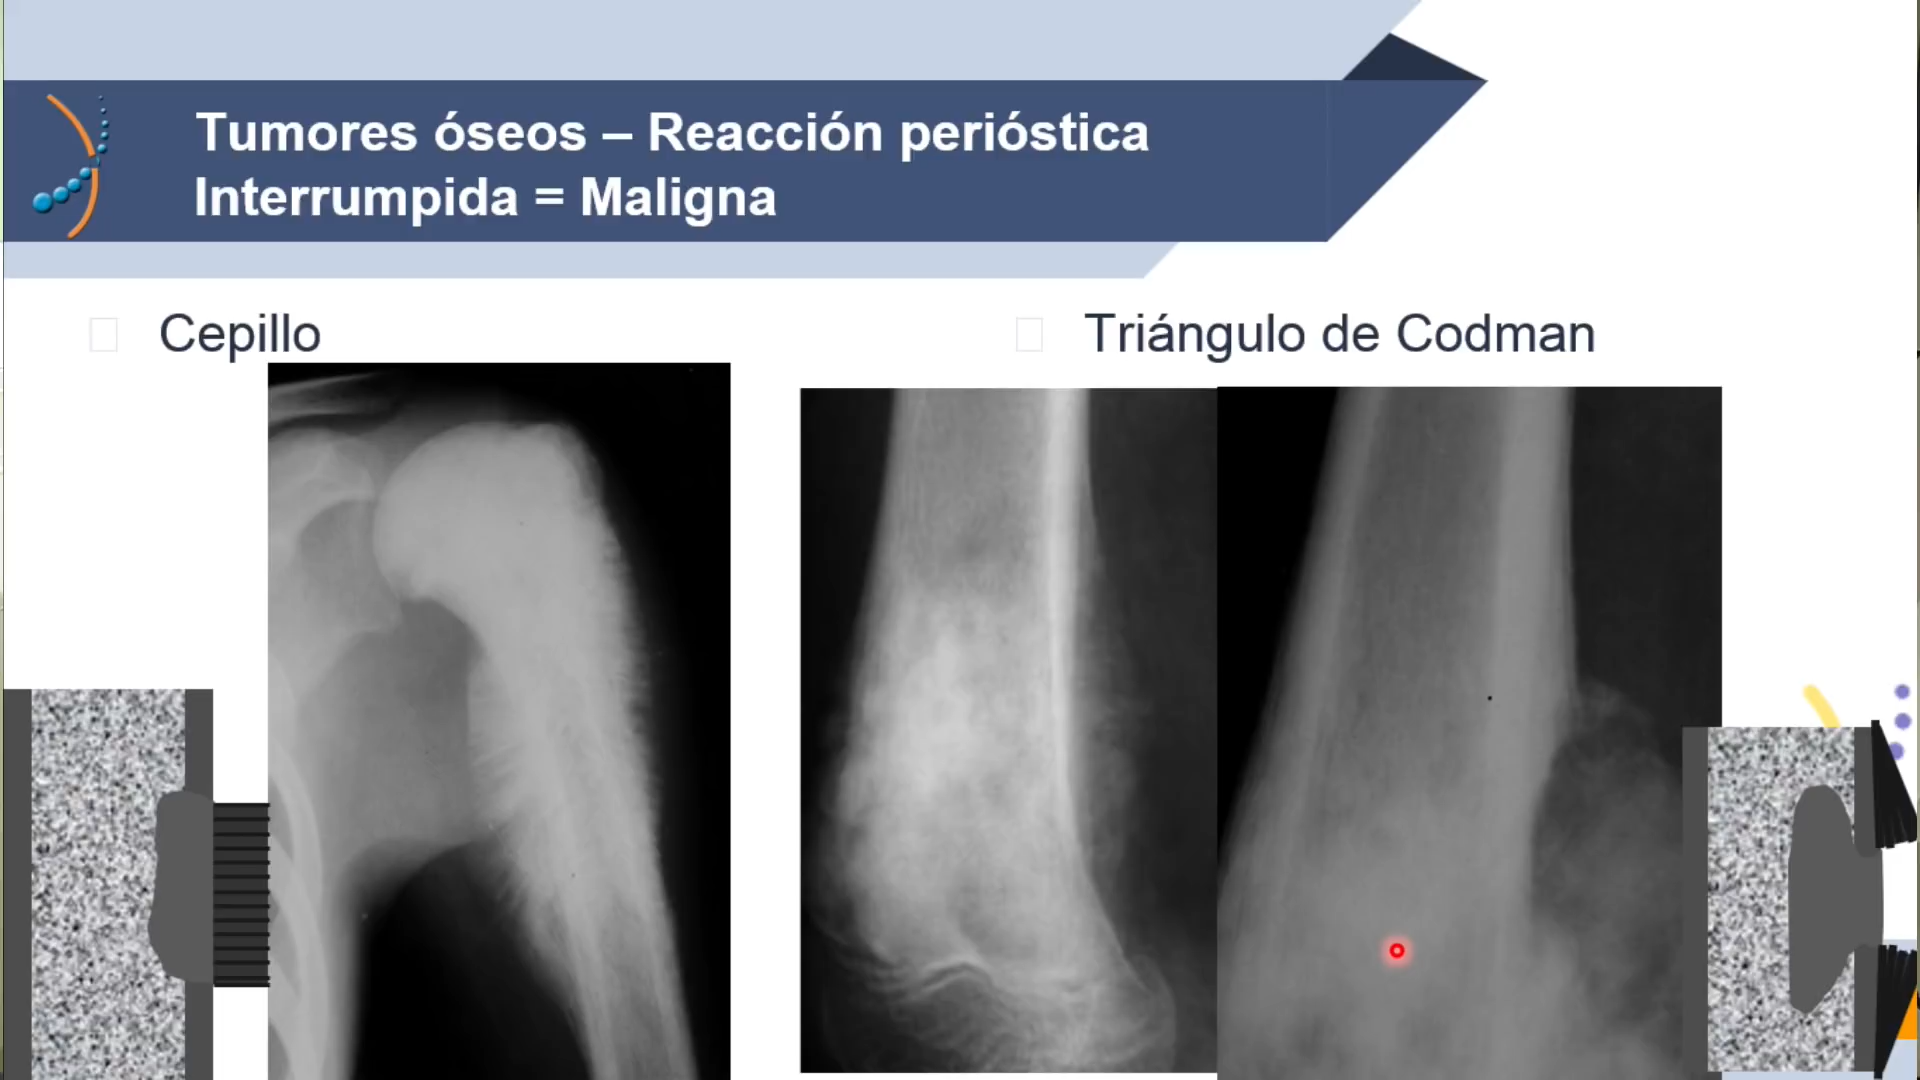 Tumores óseos – Reacción perióstica
Interrumpida = Maligna
Cepillo
Triángulo de Codman